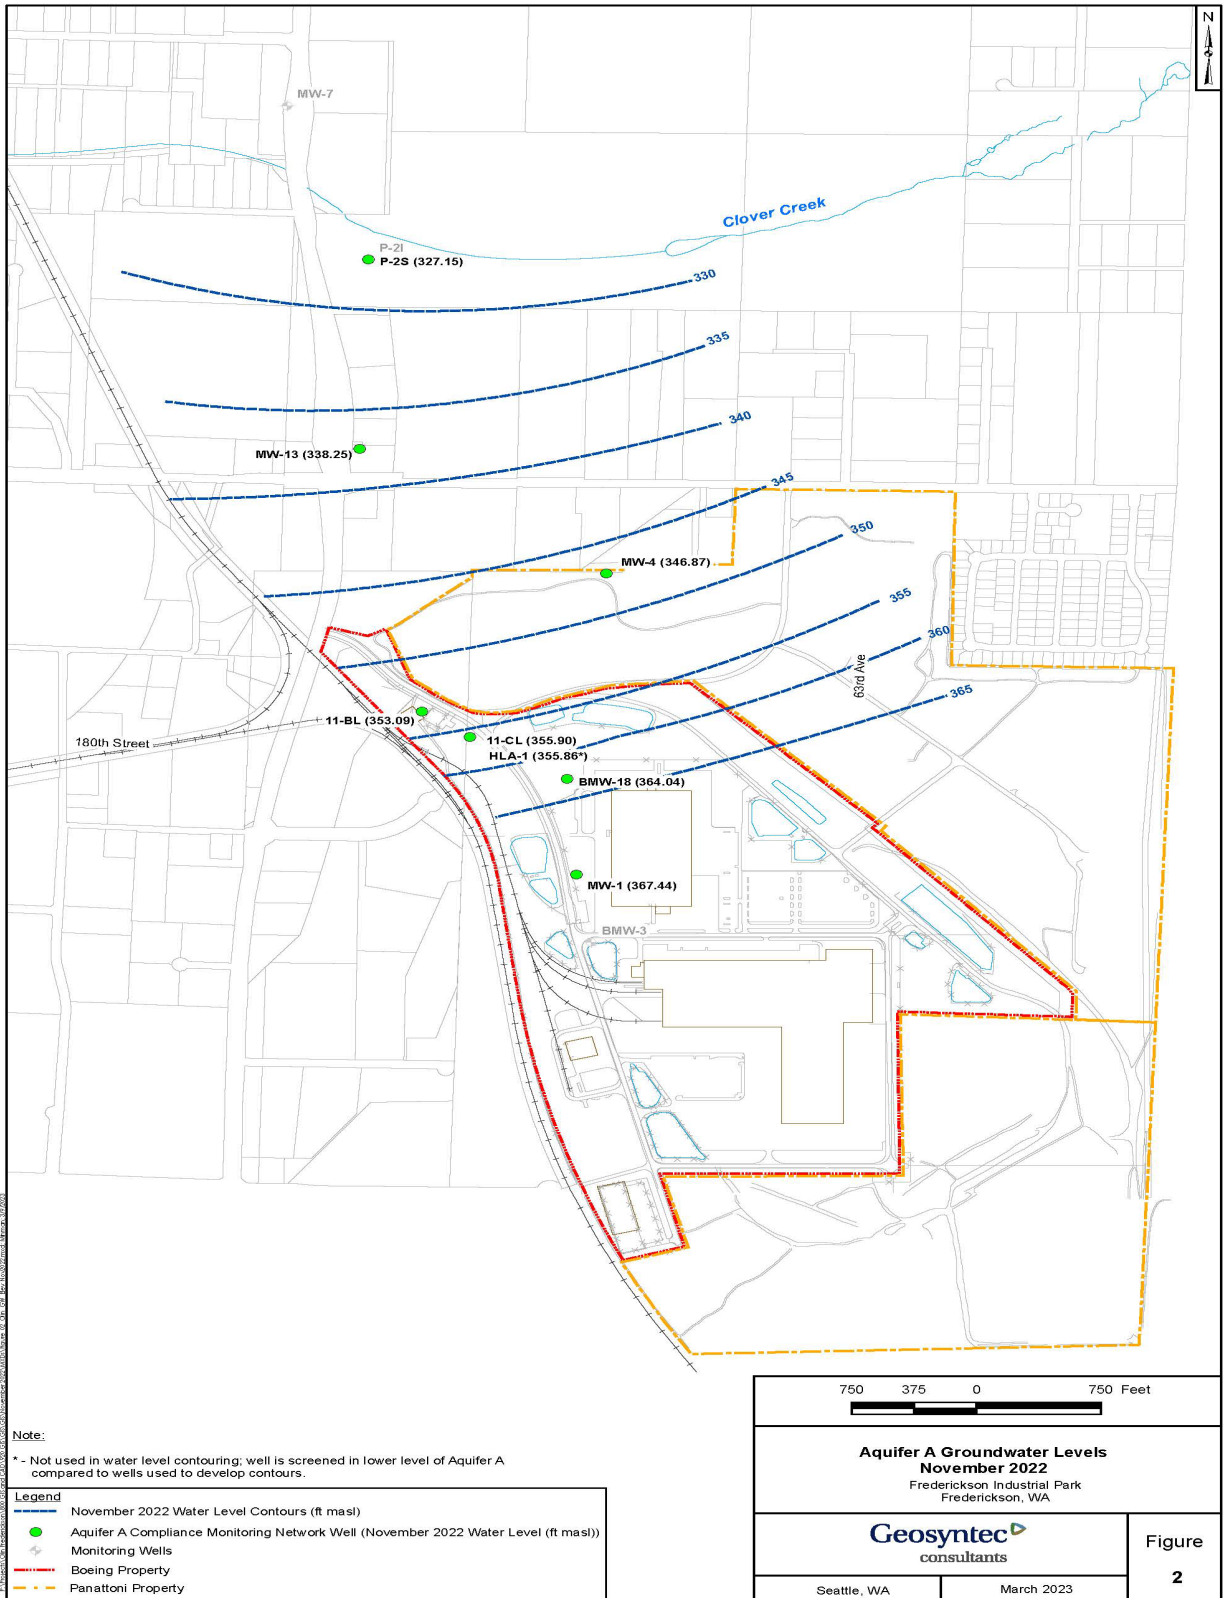 N
MW-7
Clover Creek
P-2I
P-2S (327.15)
330
335
340
MW-13 (338.25)
345
350
MW-4 (346.87)
355
360
63rd Ave
365
11-BL (353.09)
180th Street
11-CL (355.90)
HLA-1 (355.86*)
BMW-18 (364.04)
MW-1 (367.44)
BMW-3
750 375 0 750 Feet
Note:
* - Not used in water level contouring; well is screened in lower level of Aquifer A
compared to wells used to develop contours.
Legend
November 2022 Water Level Contours (ft masl)
Aquifer A Compliance Monitoring Network Well (November 2022 Water Level (ft masl))
Monitoring Wells
Boeing Property
Panattoni Property
Aquifer A Groundwater Levels
November 2022
Frederickson Industrial Park
Frederickson, WA
Geosyntec
consultants
Figure
2
Seattle, WA
March 2023